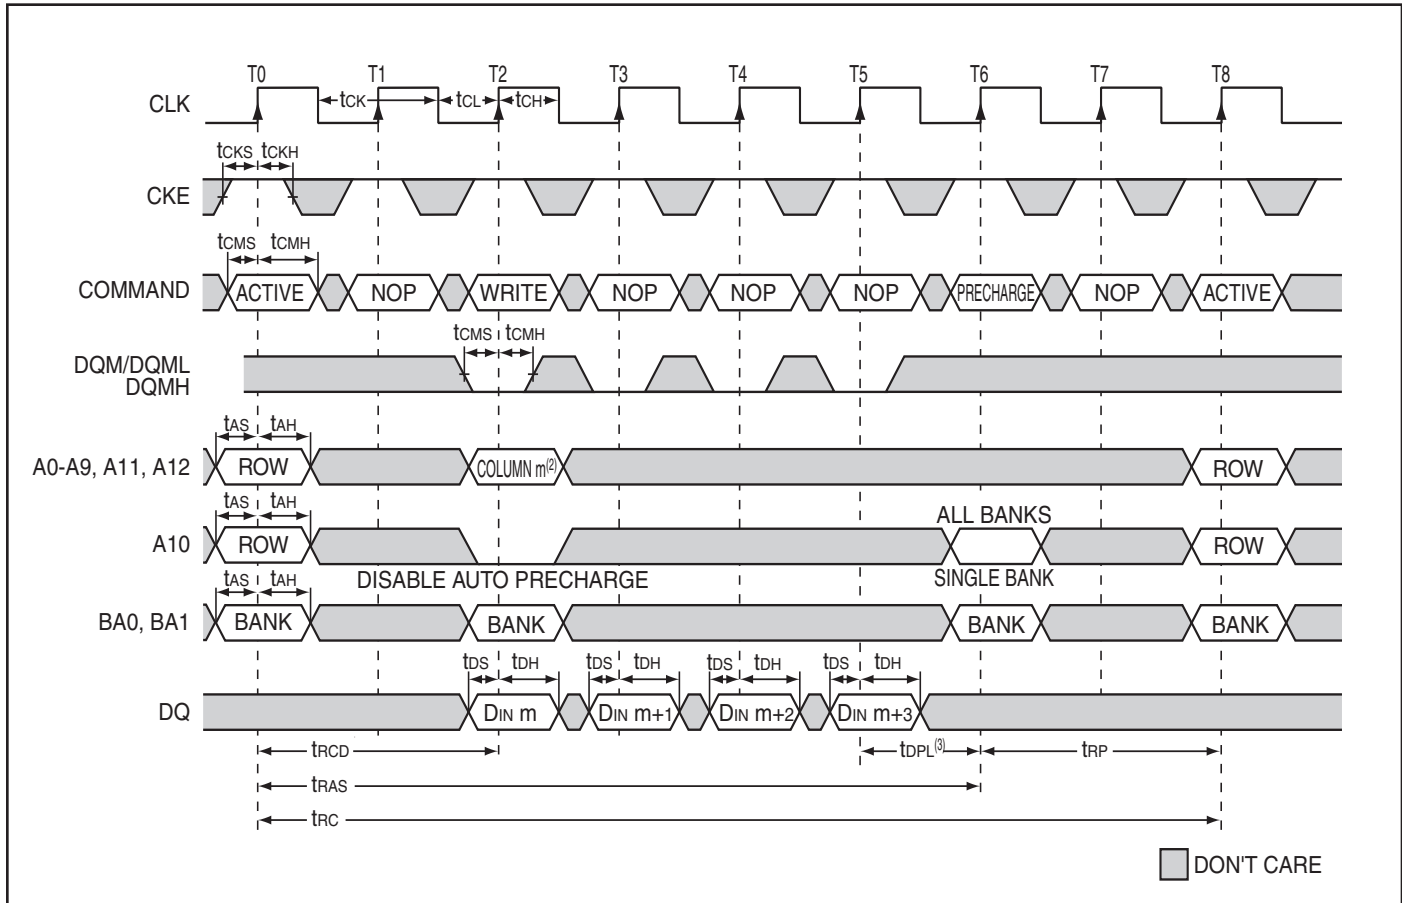 T0 T1 T2 T3 T4 T5 T6 T7 T8
CLK tCK tCL tCH
tCKS tCKH
CKE
tCMS tCMH
COMMAND ACTIVE NOP WRITE NOP NOP NOP PRECHARGE NOP ACTIVE
tCMS tCMH
DQM/DQML
DQMH
tAS tAH
A0-A9, A11, A12 ROW COLUMN m(2) ROW
tAS tAH
ALL BANKS
A10 ROW ROW
tAS tAH DISABLE AUTO PRECHARGE SINGLE BANK
BA0, BA1 BANK BANK BANK BANK
tDS tDH tDS tDH tDS tDH tDS tDH
DQ DIN m DIN m+1 DIN m+2 DIN m+3
tRCD tDPL(3) tRP
tRAS
tRC
DON'T CARE